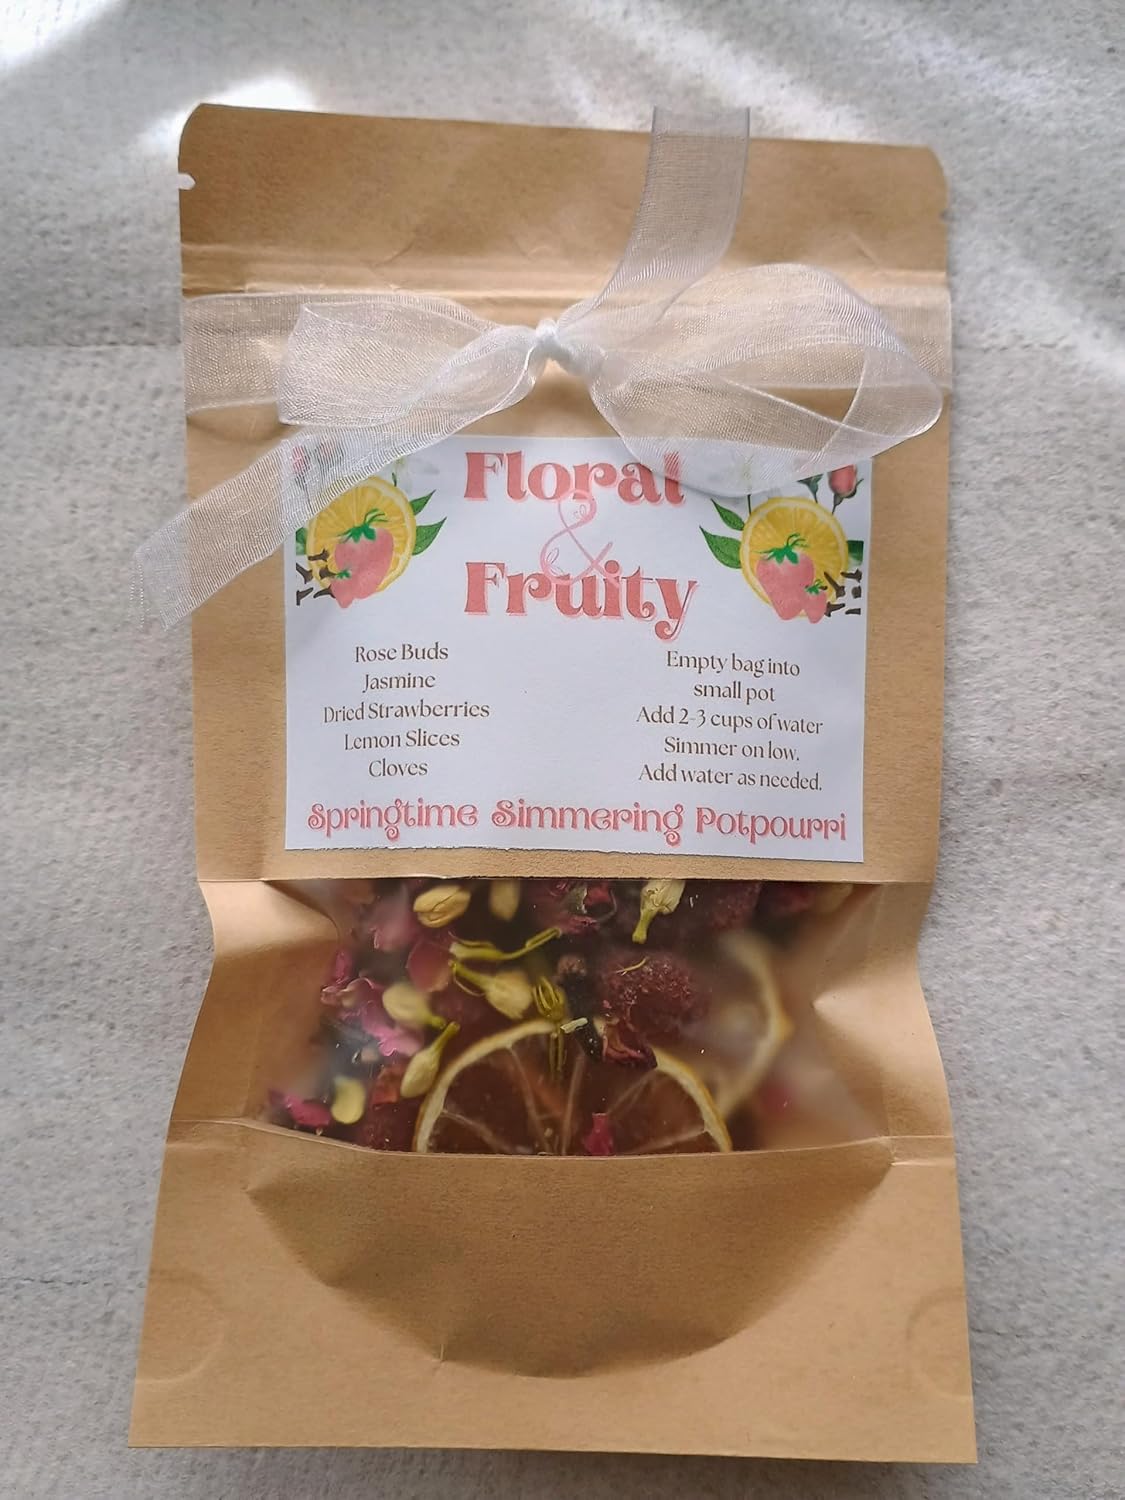 Floral
&
Fruity
Rose Buds
Jasmine
Dried Strawberries
Lemon Slices
Cloves
Empty bag into
small pot
Add 2-3 cups of water
Simmer on low.
Add water as needed.
Springtime Simmering Potpourri